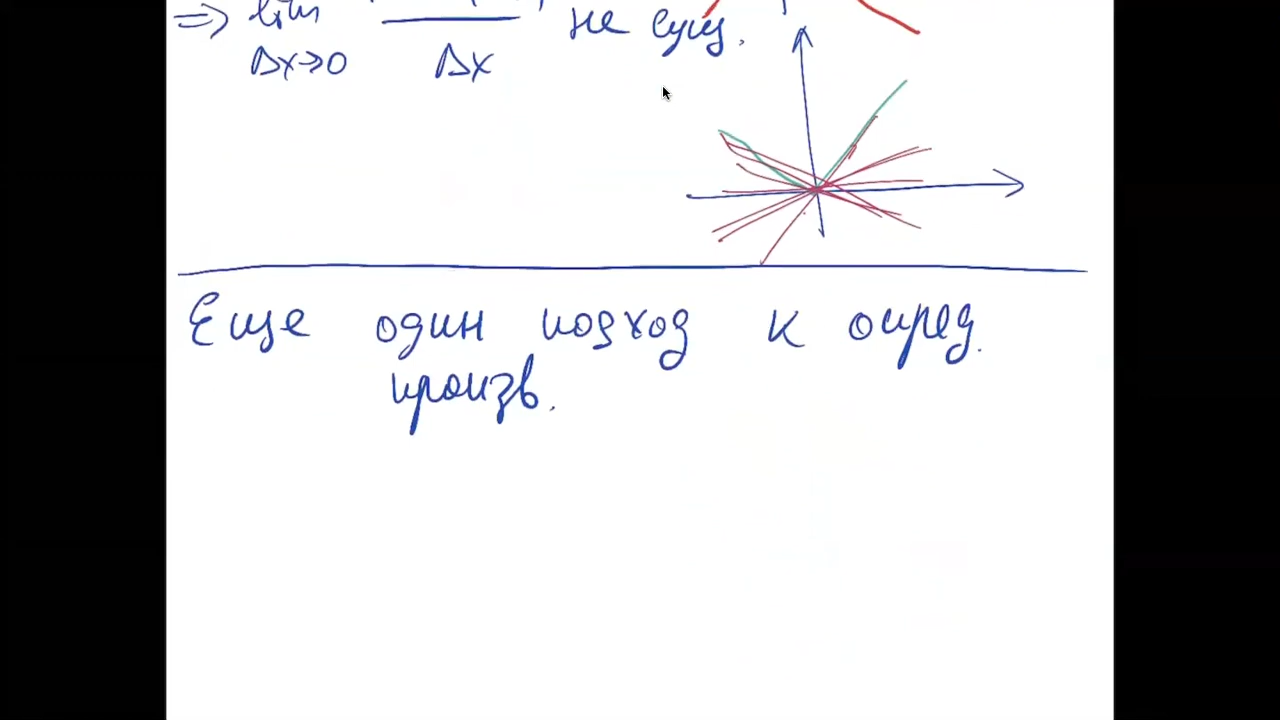 ⇒ lim не сущ.
Δx→0 Δx
Еще один подход к опред.
произв.